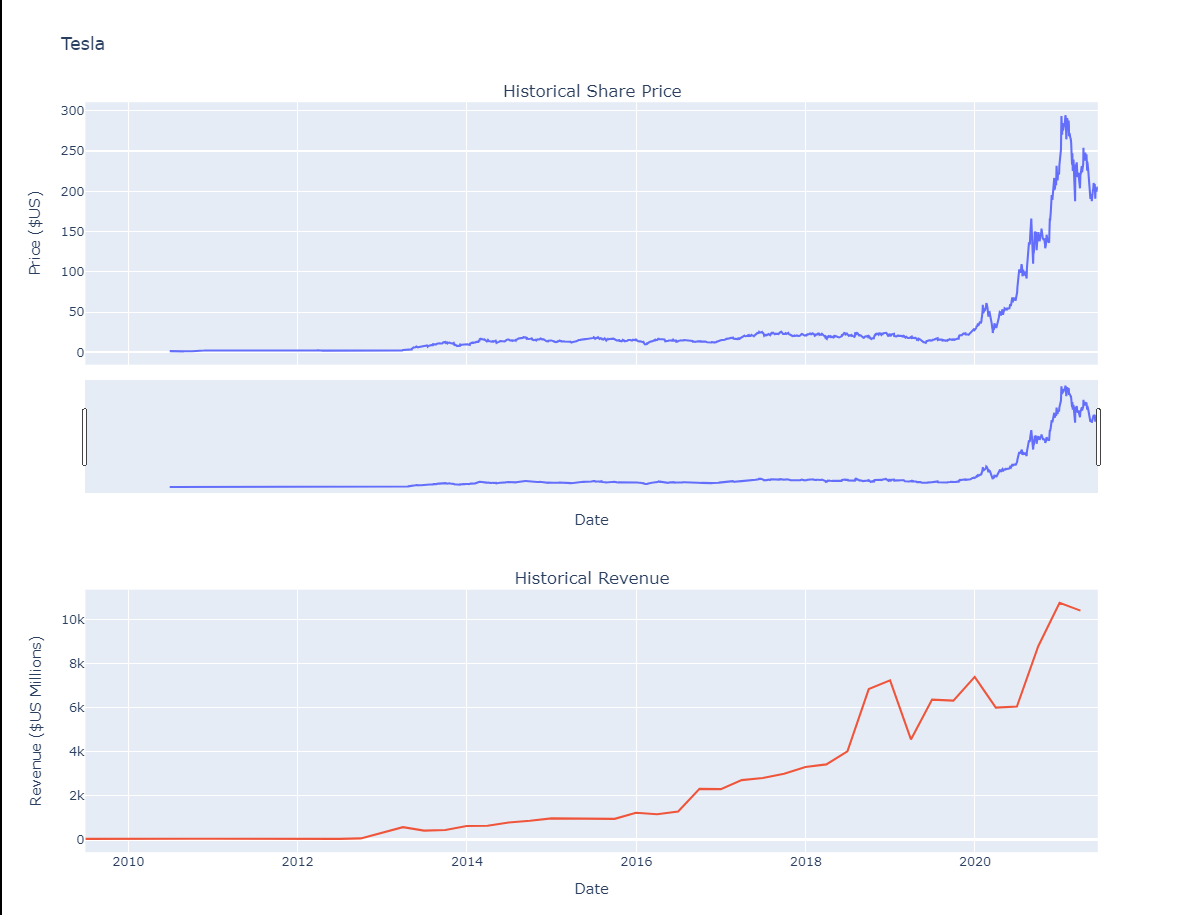 Tesla
Historical Share Price
300
250
200
150
100
50
0
Price ($US)
Date
Historical Revenue
10k
8k
6k
4k
2k
0
Revenue ($US Millions)
2010 2012 2014 2016 2018 2020
Date